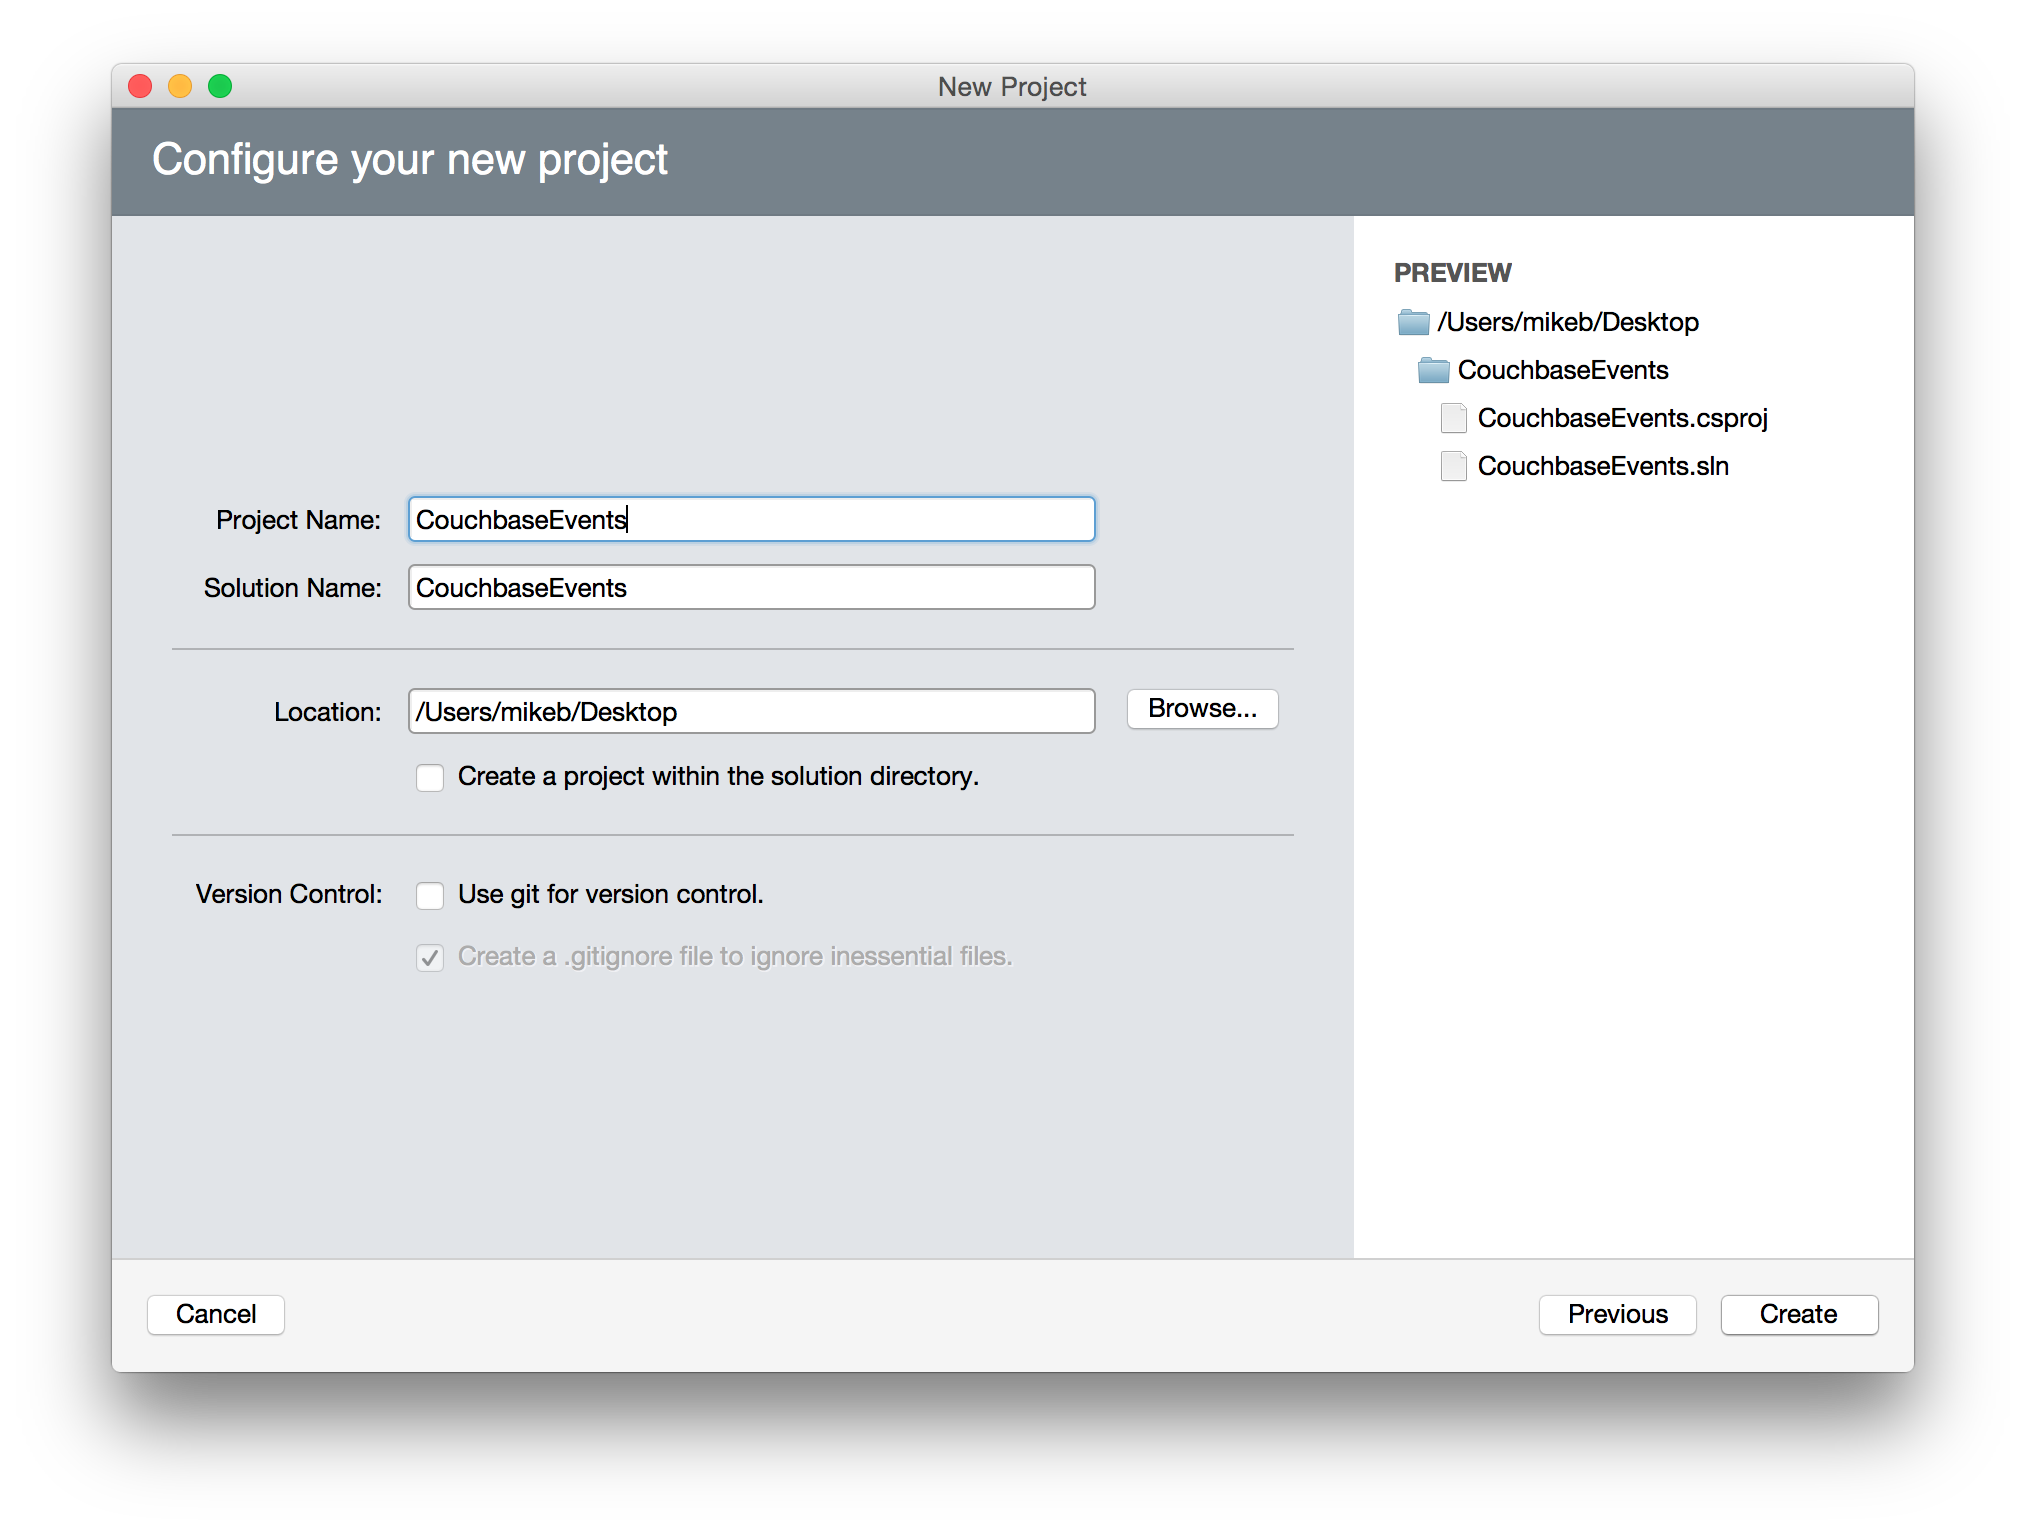 New Project
Configure your new project
Project Name: CouchbaseEvents
Solution Name: CouchbaseEvents
Location: /Users/mikeb/Desktop Browse...
Create a project within the solution directory.
Version Control: Use git for version control.
Create a .gitignore file to ignore inessential files.
PREVIEW
/Users/mikeb/Desktop
CouchbaseEvents
CouchbaseEvents.csproj
CouchbaseEvents.sln
Cancel Previous Create